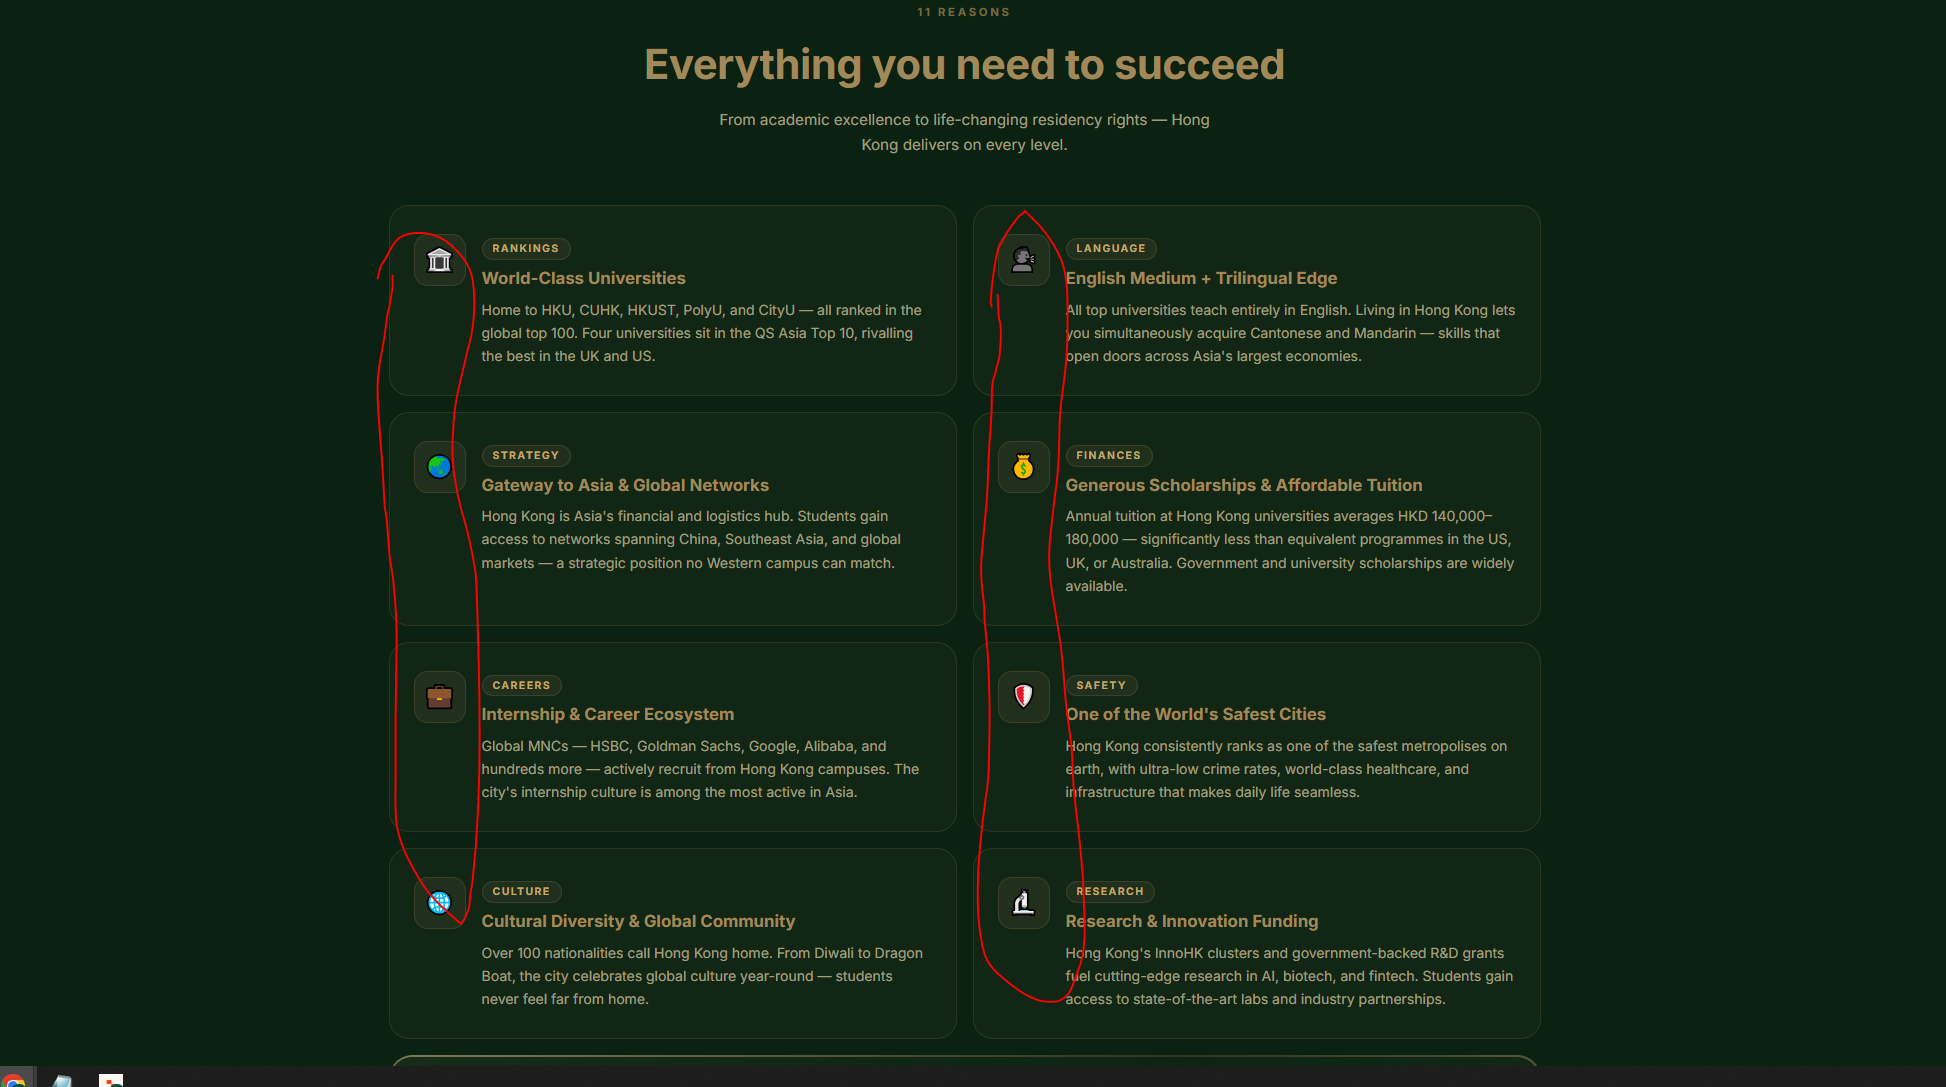 11 REASONS
Everything you need to succeed
From academic excellence to life-changing residency rights — Hong
Kong delivers on every level.
RANKINGS
World-Class Universities
Home to HKU, CUHK, HKUST, PolyU, and CityU — all ranked in the
global top 100. Four universities sit in the QS Asia Top 10, rivalling
the best in the UK and US.
LANGUAGE
English Medium + Trilingual Edge
All top universities teach entirely in English. Living in Hong Kong lets
you simultaneously acquire Cantonese and Mandarin — skills that
open doors across Asia's largest economies.
STRATEGY
Gateway to Asia & Global Networks
Hong Kong is Asia's financial and logistics hub. Students gain
access to networks spanning China, Southeast Asia, and global
markets — a strategic position no Western campus can match.
FINANCES
Generous Scholarships & Affordable Tuition
Annual tuition at Hong Kong universities averages HKD 140,000–
180,000 — significantly less than equivalent programmes in the US,
UK, or Australia. Government and university scholarships are widely
available.
CAREERS
Internship & Career Ecosystem
Global MNCs — HSBC, Goldman Sachs, Google, Alibaba, and
hundreds more — actively recruit from Hong Kong campuses. The
city's internship culture is among the most active in Asia.
SAFETY
One of the World's Safest Cities
Hong Kong consistently ranks as one of the safest metropolises on
earth, with ultra-low crime rates, world-class healthcare, and
infrastructure that makes daily life seamless.
CULTURE
Cultural Diversity & Global Community
Over 100 nationalities call Hong Kong home. From Diwali to Dragon
Boat, the city celebrates global culture year-round — students
never feel far from home.
RESEARCH
Research & Innovation Funding
Hong Kong's InnoHK clusters and government-backed R&D grants
fuel cutting-edge research in AI, biotech, and fintech. Students gain
access to state-of-the-art labs and industry partnerships.